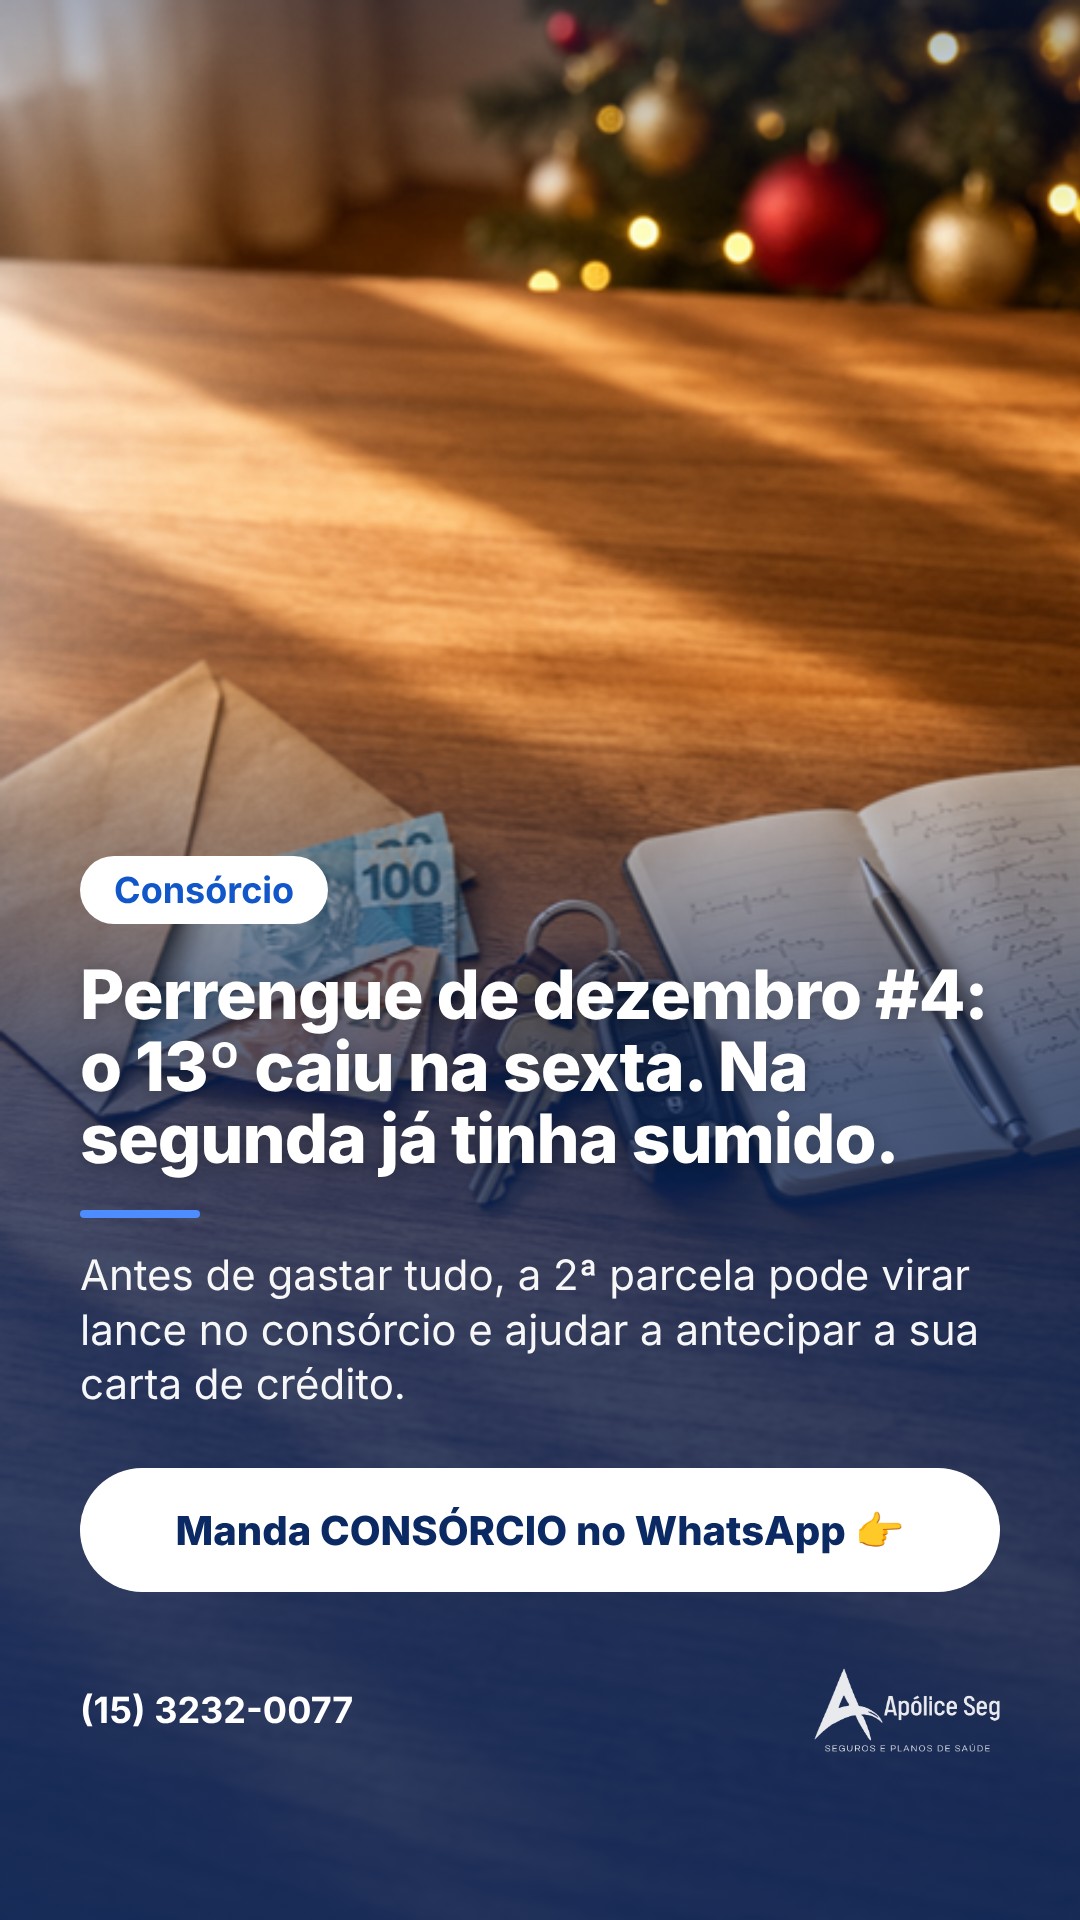 100
50
Consórcio
Perrengue de dezembro #4:
o 13º caiu na sexta. Na
segunda já tinha sumido.
Antes de gastar tudo, a 2ª parcela pode virar
lance no consórcio e ajudar a antecipar a sua
carta de crédito.
Manda CONSÓRCIO no WhatsApp 👉
(15) 3232-0077
Apólice Seg
SEGUROS E PLANOS DE SAÚDE